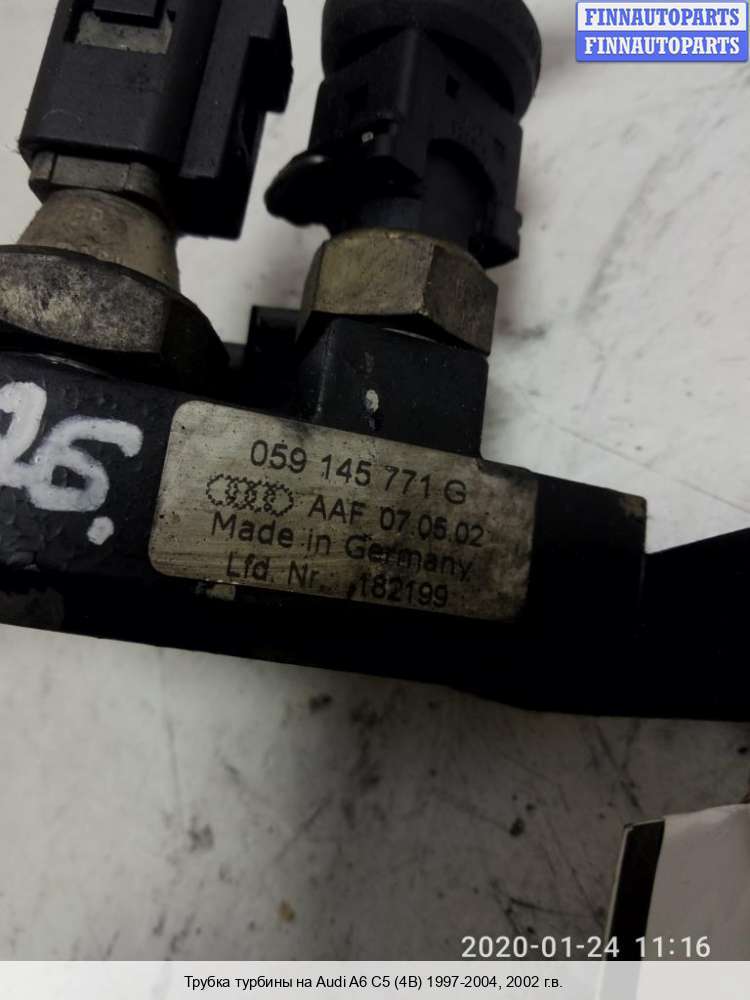 FINNAUTOPARTS
FINNAUTOPARTS
26.
059 145 771 G
AAF 07.05.02
Made in Germany
Lfd. Nr. 182199
2020-01-24 11:16
Трубка турбины на Audi A6 C5 (4B) 1997-2004, 2002 г.в.